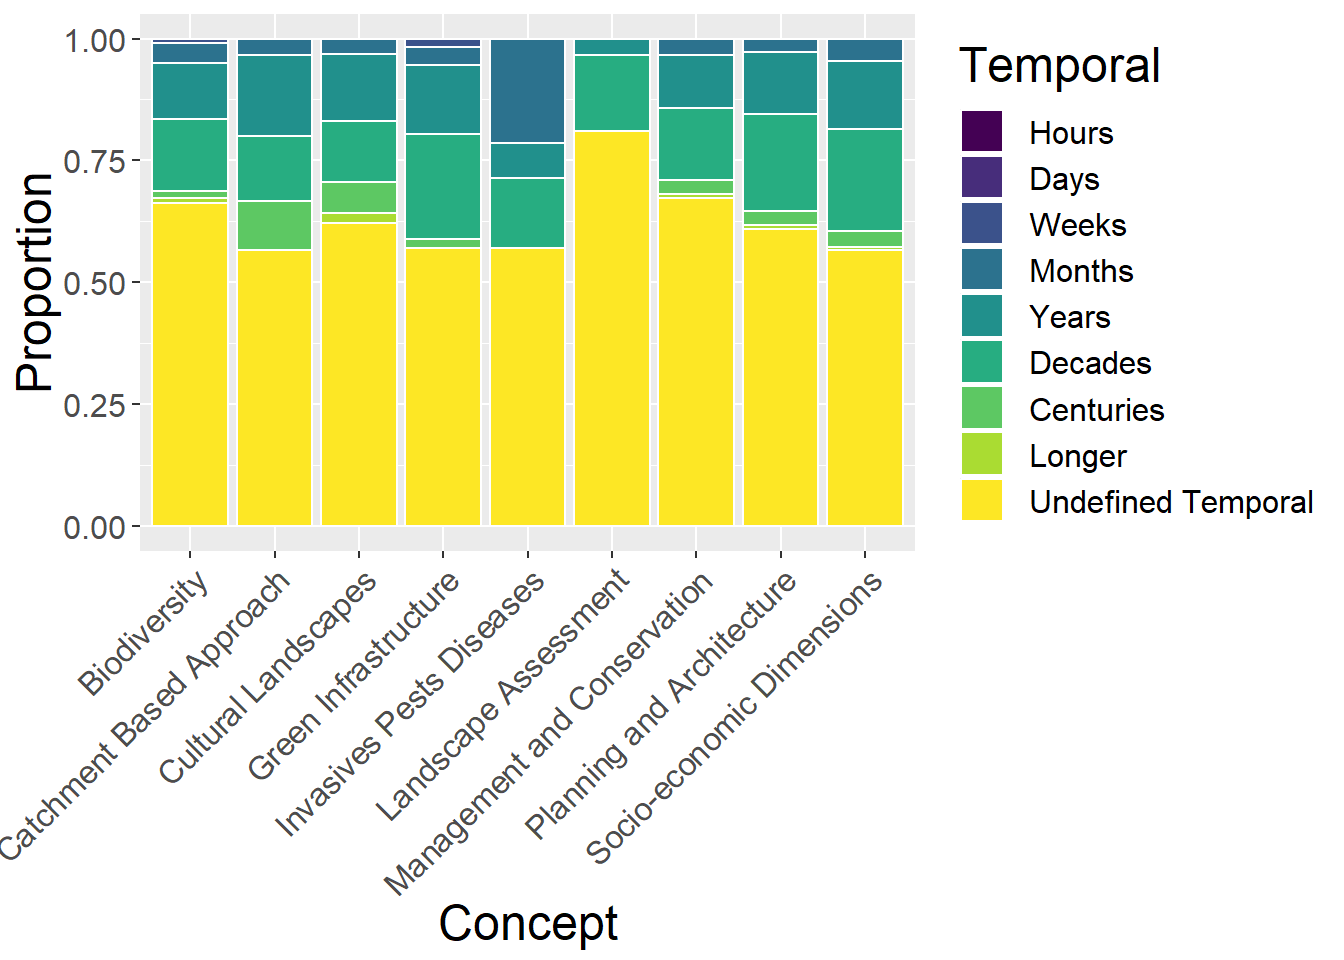 Proportion
1.00
0.75
0.50
0.25
0.00
Biodiversity
Catchment Based Approach
Cultural Landscapes
Green Infrastructure
Invasives Pests Diseases
Landscape Assessment
Management and Conservation
Planning and Architecture
Socio-economic Dimensions
Concept
Temporal
Hours
Days
Weeks
Months
Years
Decades
Centuries
Longer
Undefined Temporal